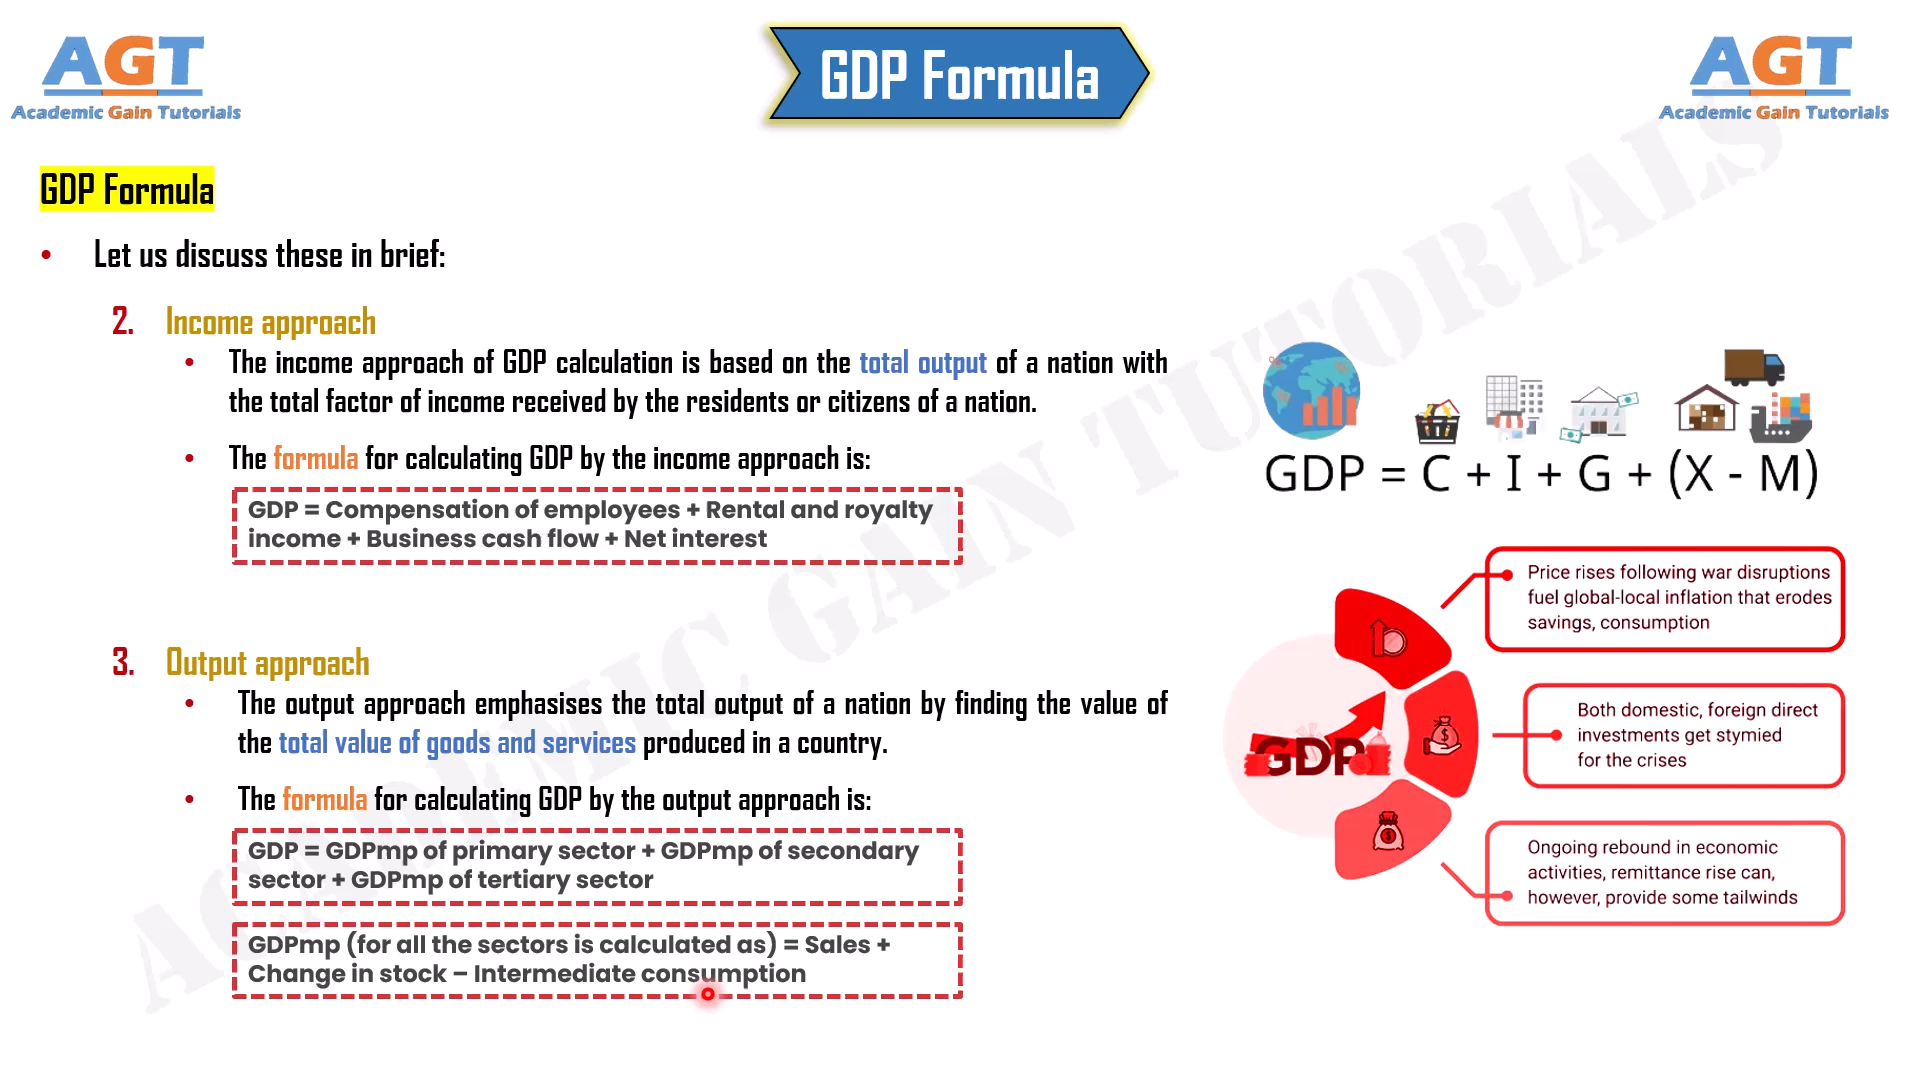 AGT
Academic Gain Tutorials
GDP Formula
AGT
Academic Gain Tutorials
GDP Formula
• Let us discuss these in brief:
2. Income approach
• The income approach of GDP calculation is based on the total output of a nation with
the total factor of income received by the residents or citizens of a nation.
• The formula for calculating GDP by the income approach is:
GDP = Compensation of employees + Rental and royalty
income + Business cash flow + Net interest
3. Output approach
• The output approach emphasises the total output of a nation by finding the value of
the total value of goods and services produced in a country.
• The formula for calculating GDP by the output approach is:
GDP = GDPmp of primary sector + GDPmp of secondary
sector + GDPmp of tertiary sector
GDPmp (for all the sectors is calculated as) = Sales +
Change in stock – Intermediate consumption
GDP = C + I + G + (X - M)
Price rises following war disruptions
fuel global-local inflation that erodes
savings, consumption
GDP
Both domestic, foreign direct
investments get stymied
for the crises
Ongoing rebound in economic
activities, remittance rise can,
however, provide some tailwinds
ACADEMIC GAIN TUTORIALS